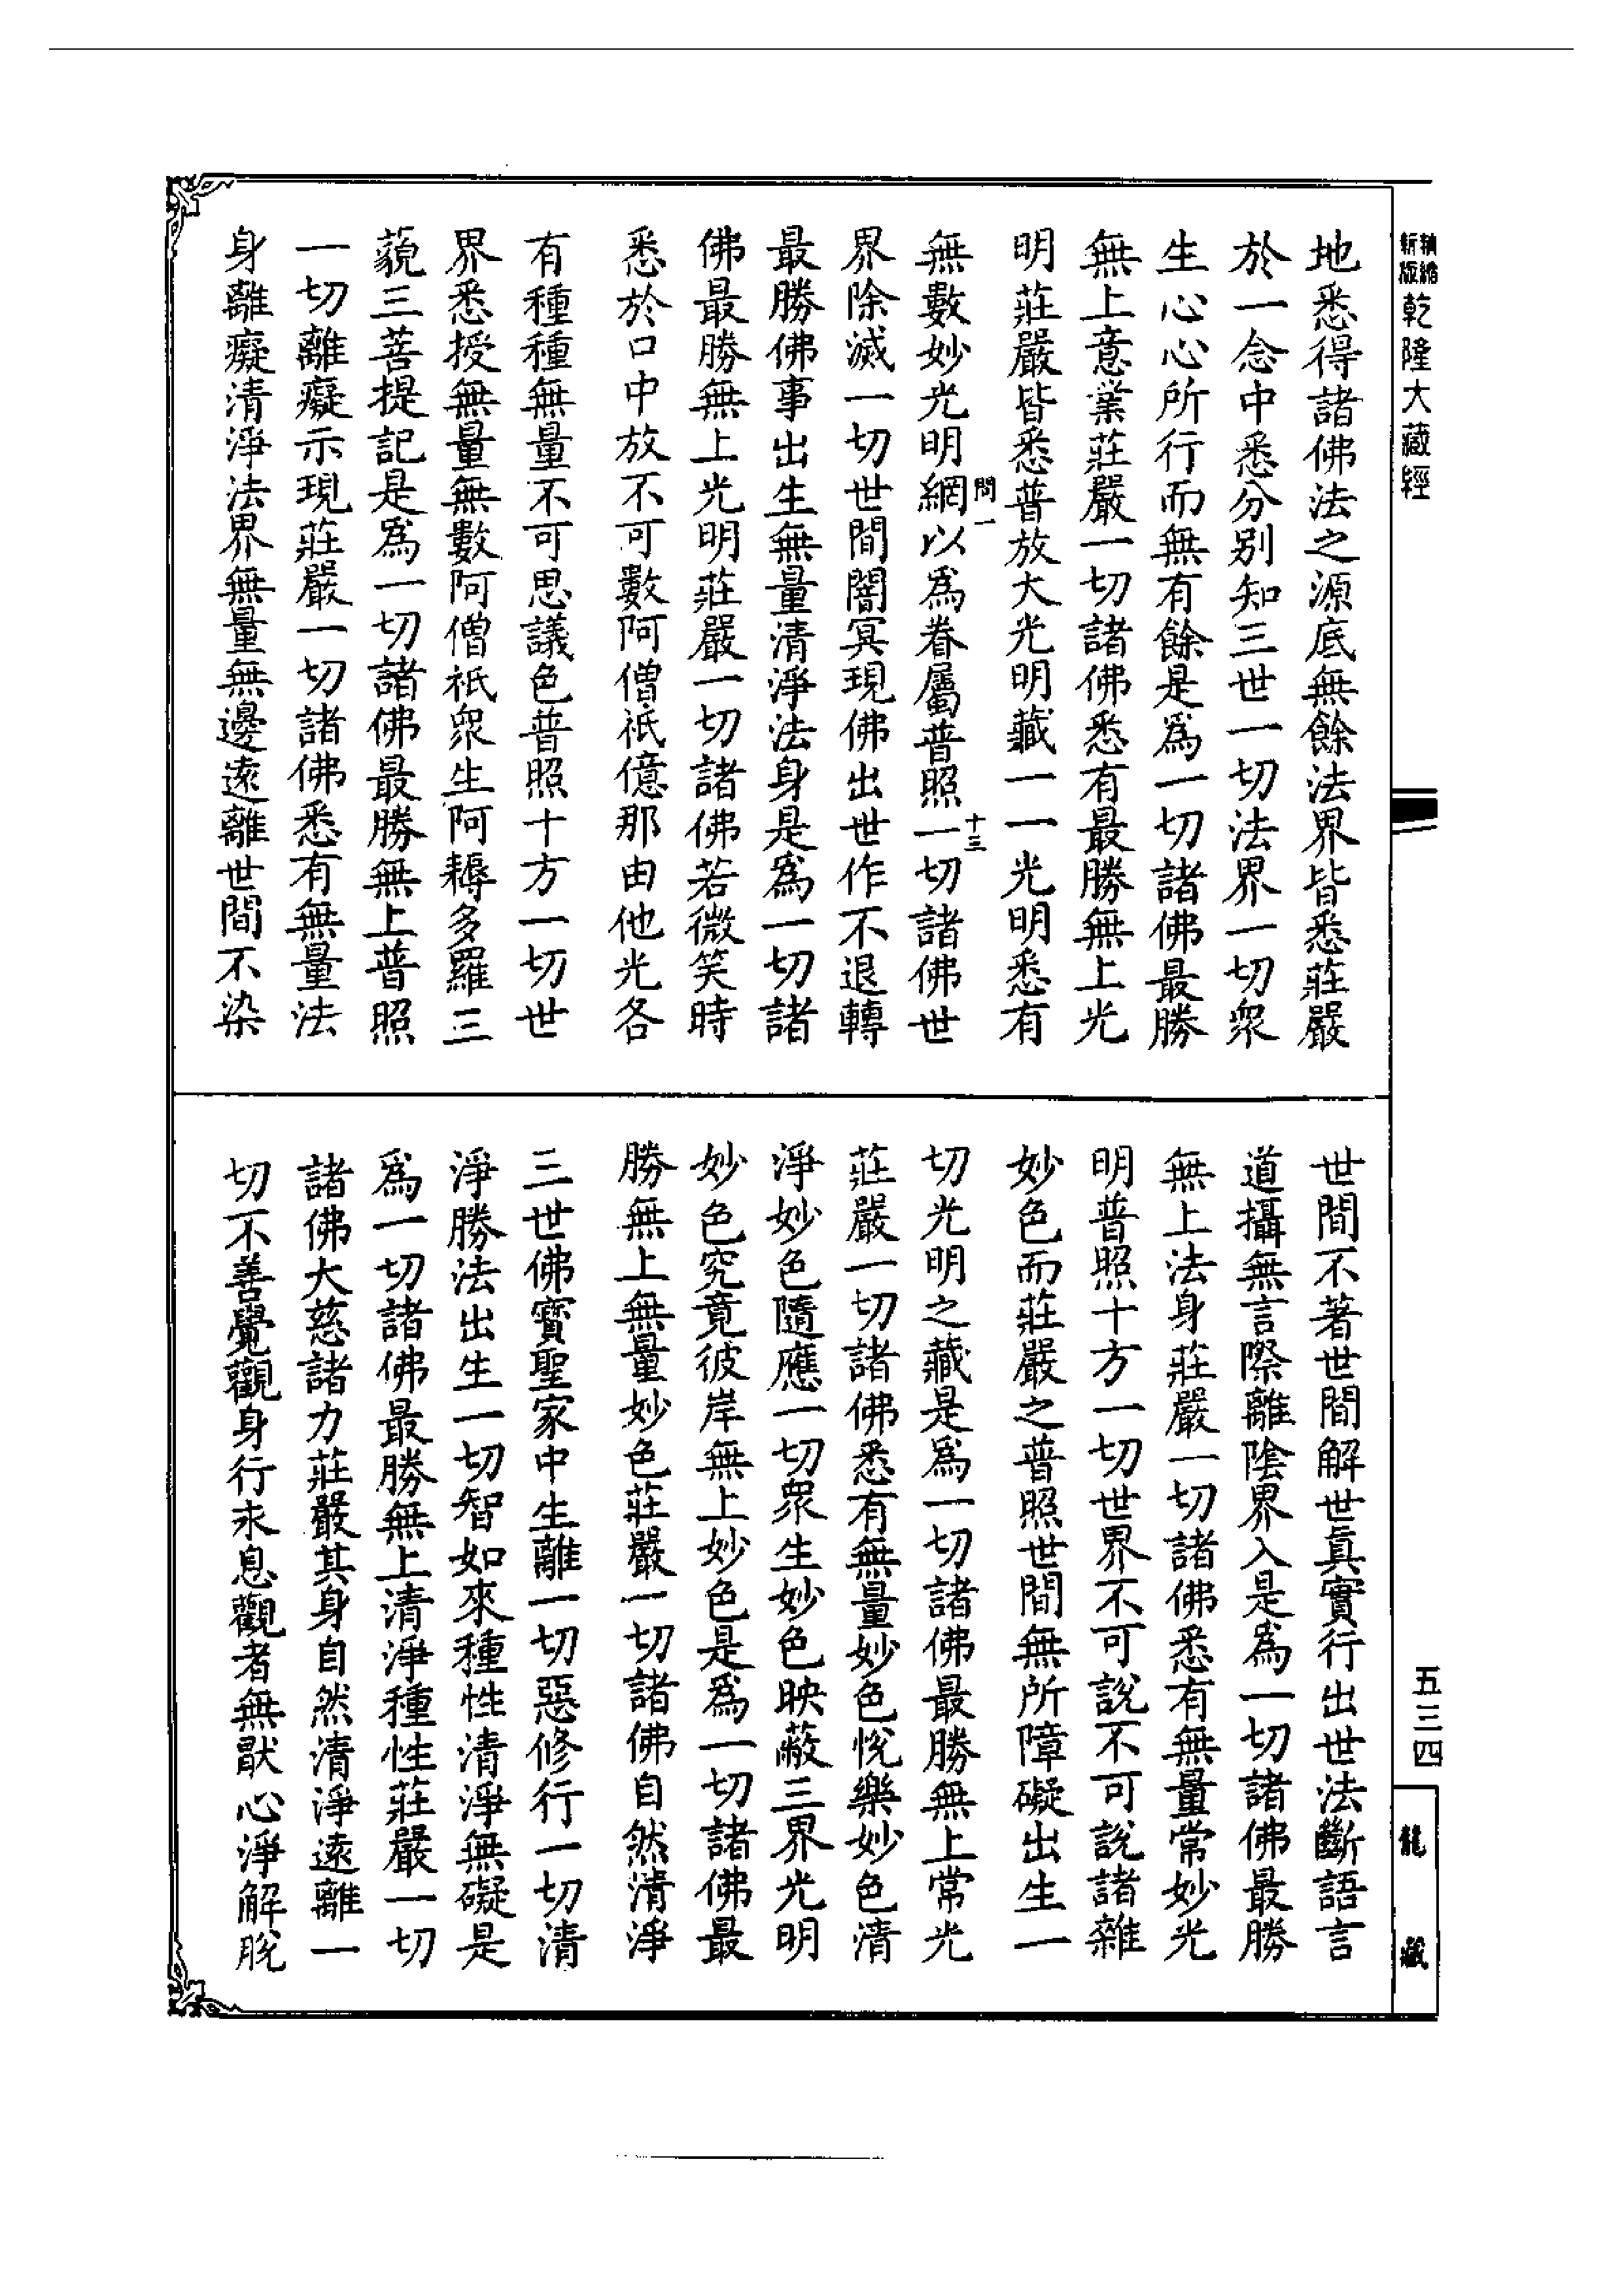 新版精縮乾隆大藏經
地悉得諸佛法之源底無餘法界皆悉莊嚴
於一念中悉分別知三世一切法界一切衆
生心心所行而無有餘是爲一切諸佛最勝
無上意業莊嚴一切諸佛悉有最勝無上光
明莊嚴皆悉普放大光明藏一一光明悉有
無數妙光明網以爲眷屬普照一切諸佛世
問一
十三
界除滅一切世間闇冥現佛出世作不退轉
最勝佛事出生無量清淨法身是爲一切諸
佛最勝無上光明莊嚴一切諸佛若微笑時
悉於口中放不可數阿僧祇億那由他光各
有種種無量不可思議色普照十方一切世
界悉授無量無數阿僧祇衆生阿耨多羅三
藐三菩提記是爲一切諸佛最勝無上普照
一切離癡示現莊嚴一切諸佛悉有無量法
身離癡清淨法界無量無邊遠離世間不染
世間不著世間解世真實行出世法斷語言
道攝無言際離陰界入是爲一切諸佛最勝
無上法身莊嚴一切諸佛悉有無量常妙光
明普照十方一切世界不可說不可說諸雜
妙色而莊嚴之普照世間無所障礙出生一
切光明之藏是爲一切諸佛最勝無上常光
莊嚴一切諸佛悉有無量妙色悅樂妙色清
淨妙色隨應一切衆生妙色映蔽三界光明
妙色究竟彼岸無上妙色是爲一切諸佛最
勝無上無量妙色莊嚴一切諸佛自然清淨
三世佛寶聖家中生離一切惡修行一切清
淨勝法出生一切智如來種性清淨無礙是
爲一切諸佛最勝無上清淨種性莊嚴一切
諸佛大慈諸力莊嚴其身自然清淨遠離一
切不善覺觀身行永息觀者無猒心淨解脫
五三四
龍藏